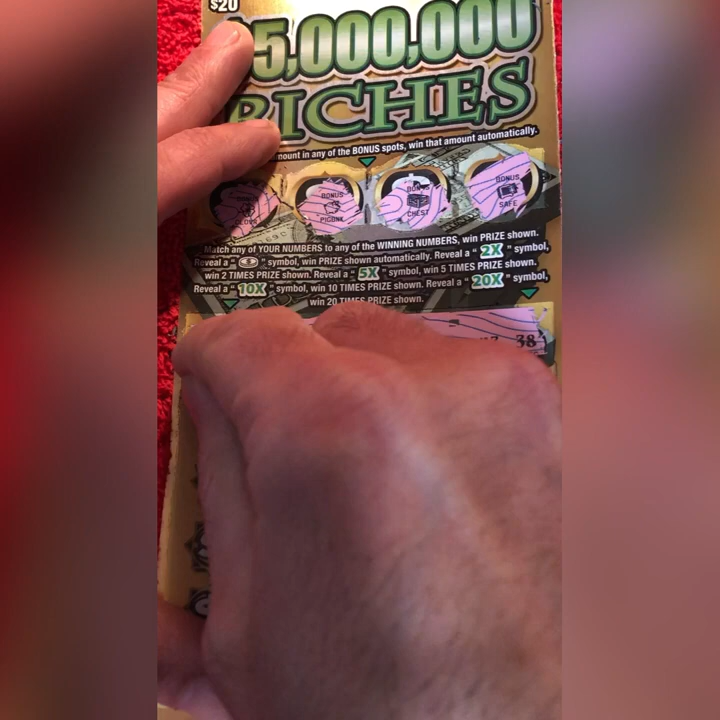 $20
$5,000,000
RICHES
mount in any of the BONUS spots, win that amount automatically.
BONUS
PIGBNK
BONUS
CHEST
BONUS
SAFE
Match any of YOUR NUMBERS to any of the WINNING NUMBERS, win PRIZE shown.
Reveal a " " symbol, win PRIZE shown automatically. Reveal a " 2X " symbol,
win 2 TIMES PRIZE shown. Reveal a " 5X " symbol, win 5 TIMES PRIZE shown.
Reveal a " 10X " symbol, win 10 TIMES PRIZE shown. Reveal a " 20X " symbol,
win 20 TIMES PRIZE shown.
38